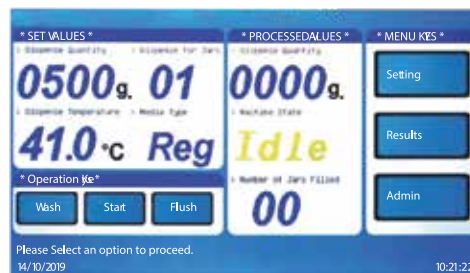 * SET VALUES *
* PROCESSEDALUES *
* MENU KES *
Dispense Quantity
Dispense for Jars
Dispense Quantity
0500g.
01
0000g.
Setting
Dispense Temperature
Media Type
Machine State
41.0 °C
Reg
Idle
Results
* Operation Ke*
Number of Jars Filled
Wash
Start
Flush
00
Admin
Please Select an option to proceed.
14/10/2019
10:21:22